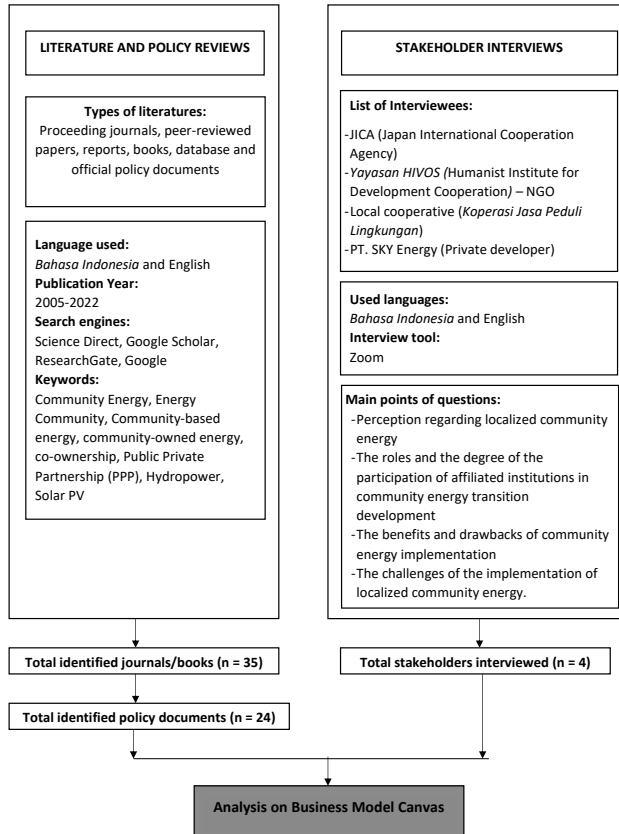 LITERATURE AND POLICY REVIEWS
Types of literatures:
Proceeding journals, peer-reviewed
papers, reports, books, database and
official policy documents
Language used:
Bahasa Indonesia and English
Publication Year:
2005-2022
Search engines:
Science Direct, Google Scholar,
ResearchGate, Google
Keywords:
Community Energy, Energy
Community, Community-based
energy, community-owned energy,
co-ownership, Public Private
Partnership (PPP), Hydropower,
Solar PV
Total identified journals/books (n = 35)
Total identified policy documents (n = 24)
STAKEHOLDER INTERVIEWS
List of Interviewees:
-JICA (Japan International Cooperation
Agency)
-Yayasan HIVOS (Humanist Institute for
Development Cooperation) – NGO
-Local cooperative (Koperasi Jasa Peduli
Lingkungan)
-PT. SKY Energy (Private developer)
Used languages:
Bahasa Indonesia and English
Interview tool:
Zoom
Main points of questions:
-Perception regarding localized community
energy
-The roles and the degree of the
participation of affiliated institutions in
community energy transition
development
-The benefits and drawbacks of community
energy implementation
-The challenges of the implementation of
localized community energy.
Total stakeholders interviewed (n = 4)
Analysis on Business Model Canvas